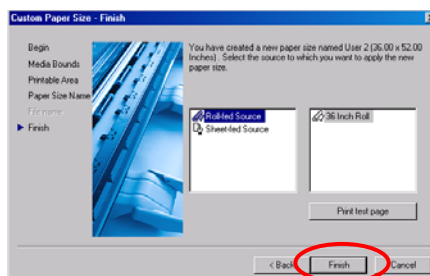 Custom Paper Size - Finish
Begin
Media Bounds
Printable Area
Paper Size Name
File name
Finish
You have created a new paper size named User 2 (36.00 x 52.00
Inches) . Select the source to which you want to apply the new
paper size.
Roll-fed Source
Sheet-fed Source
36 Inch Roll
Print test page
< Back
Finish
Cancel